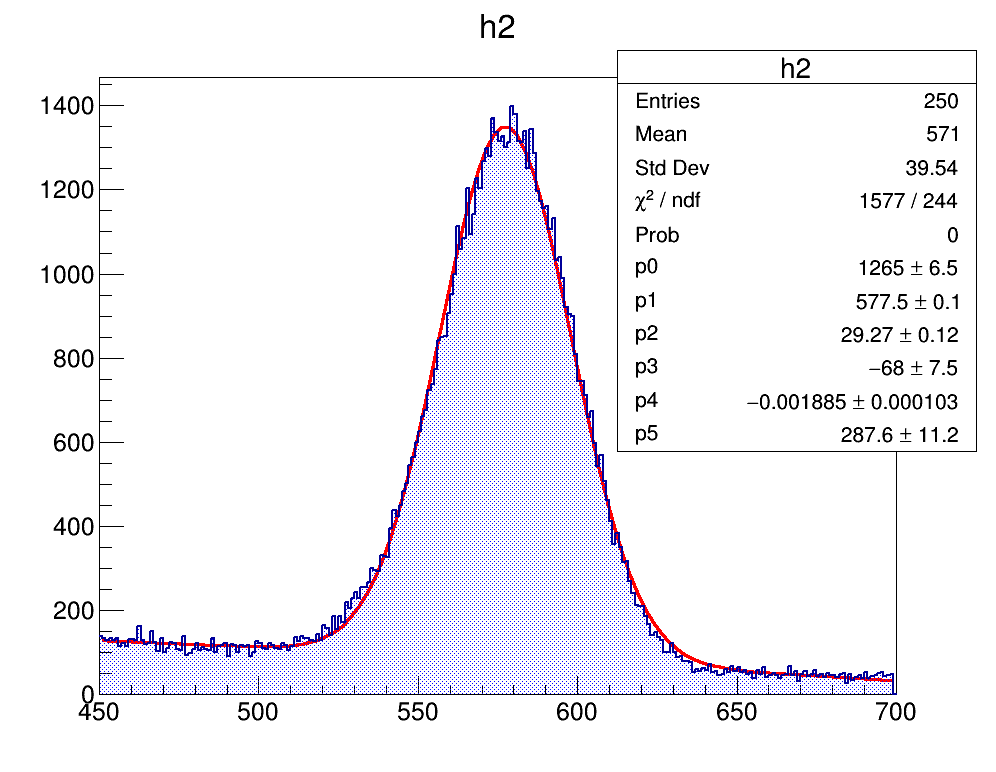 h2
h2
Entries 250
Mean 571
Std Dev 39.54
χ² / ndf 1577 / 244
Prob 0
p0 1265 ± 6.5
p1 577.5 ± 0.1
p2 29.27 ± 0.12
p3 −68 ± 7.5
p4 −0.001885 ± 0.000103
p5 287.6 ± 11.2
1400
1200
1000
800
600
400
200
0
450 500 550 600 650 700